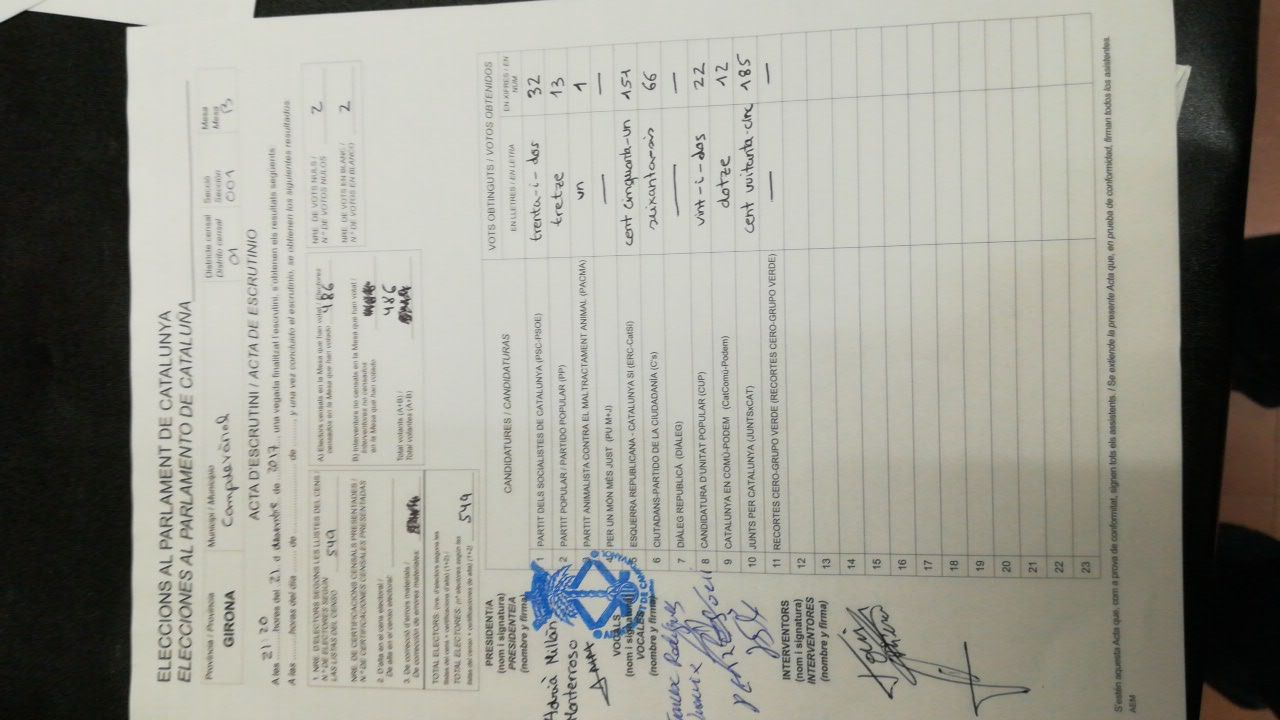 ELECCIONS AL PARLAMENT DE CATALUNYA
ELECCIONES AL PARLAMENTO DE CATALUÑA
Província / Provincia
GIRONA
Municipi / Municipio
Campdevànol
Districte censal
Distrito censal
01
Secció
Sección
001
Mesa
Mesa
B
ACTA D'ESCRUTINI / ACTA DE ESCRUTINIO
A les 21:20 hores del 21 d desembre de 2017, una vegada finalitzat l'escrutini, s'obtenen els resultats següents
A las ........ horas del día ........ de ........ de ........, y una vez concluido el escrutinio, se obtienen los siguientes resultados
1. NRE. D'ELECTORS SEGONS LES LLISTES DEL CENS /
N.º DE ELECTORES SEGÚN
LAS LISTAS DEL CENSO 549
NRE. DE CERTIFICACIONS CENSALS PRESENTADES /
N.º DE CERTIFICACIONES CENSALES PRESENTADAS
2. D'alta en el cens electoral /
De alta en el censo electoral:
3. De correcció d'errors materials /
De corrección de errores materiales:
TOTAL ELECTORS: (nre. d'electors segons les
llistes del cens + certificacions d'alta) (1+2) /
TOTAL ELECTORES: (nº electores según las
listas del censo + certificaciones de alta) (1+2) 549
A) Electors censats en la Mesa que han votat / Electores
censados en la Mesa que han votado 486
B) Interventors no censats en la Mesa que han votat /
Interventores no censados
en la Mesa que han votado
Total votants (A+B) /
Total votantes (A+B) 486
NRE. DE VOTS NULS /
N.º DE VOTOS NULOS 2
NRE. DE VOTS EN BLANC /
N.º DE VOTOS EN BLANCO 2
CANDIDATURES / CANDIDATURAS
VOTS OBTINGUTS / VOTOS OBTENIDOS
EN LLETRES / EN LETRA
EN XIFRES / EN NÚM.
1 PARTIT DELS SOCIALISTES DE CATALUNYA (PSC-PSOE) trenta-i-dos 32
2 PARTIT POPULAR / PARTIDO POPULAR (PP) tretze 13
3 PARTIT ANIMALISTA CONTRA EL MALTRACTAMENT ANIMAL (PACMA) un 1
4 PER UN MÓN MÉS JUST (PU M+J) — —
5 ESQUERRA REPUBLICANA - CATALUNYA SÍ (ERC-CatSí) cent cinquanta-un 151
6 CIUTADANS-PARTIDO DE LA CIUDADANÍA (C's) seixanta-sis 66
7 DIÀLEG REPUBLICÀ (DIÀLEG) — —
8 CANDIDATURA D'UNITAT POPULAR (CUP) vint-i-dos 22
9 CATALUNYA EN COMÚ-PODEM (CatComú-Podem) dotze 12
10 JUNTS PER CATALUNYA (JUNTSxCAT) cent vuitanta-cinc 185
11 RECORTES CERO-GRUPO VERDE (RECORTES CERO-GRUPO VERDE) — —
12
13
14
15
16
17
18
19
20
21
22
23
PRESIDÈNCIA
(nom i signatura)
PRESIDENCIA
(nombre y firma)
Adrià Millán
Monteroso
VOCALS
(nom i signatura)
VOCALES
(nombre y firma)
INTERVENTORS
(nom i signatura)
INTERVENTORES
(nombre y firma)
S'estén aquesta Acta que, com a prova de conformitat, signen tots els assistents. / Se extiende la presente Acta que, en prueba de conformidad, firman todos los asistentes.
AEM